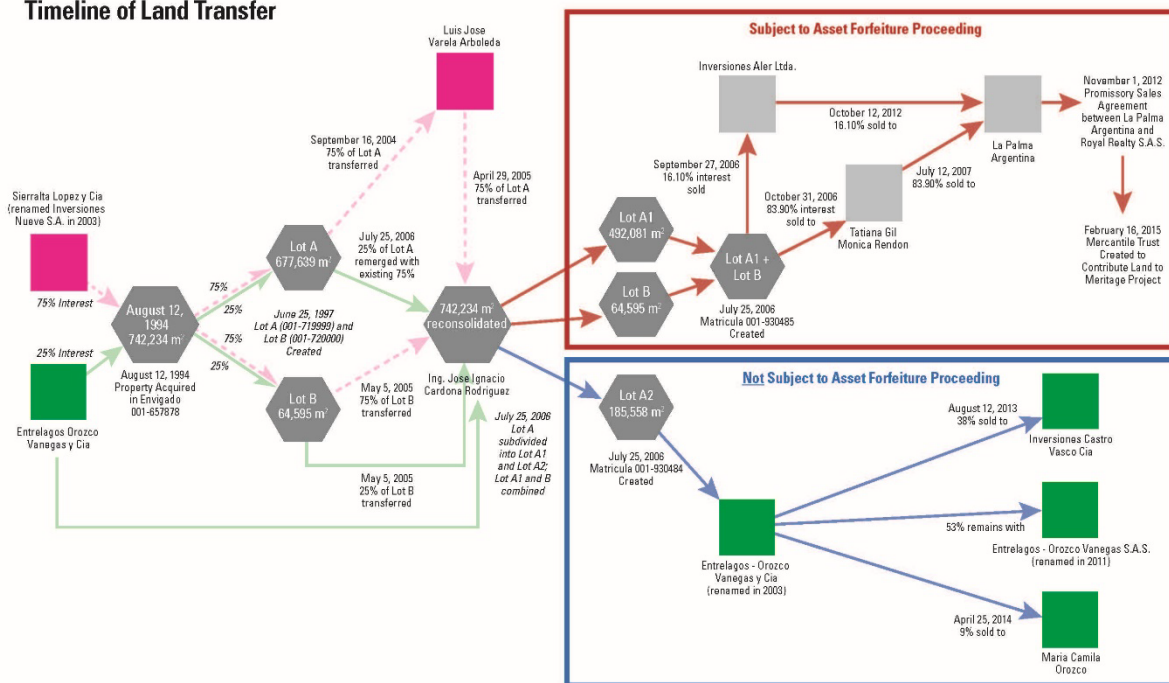 Timeline of Land Transfer
Luis Jose
Varela Arboleda
September 16, 2004
75% of Lot A
transferred
April 29, 2005
75% of Lot A
transferred
Sierralta Lopez y Cia
(renamed Inversiones
Nueve S.A. in 2003)
75% Interest
25% Interest
Entrelagos Orozco
Vanegas y Cia
August 12,
1994
742,234 m²
August 12, 1994
Property Acquired
in Envigado
001-657878
75%
25%
75%
25%
Lot A
677,639 m²
June 25, 1997
Lot A (001-719999) and
Lot B (001-720000)
Created
Lot B
64,595 m²
July 25, 2006
25% of Lot A
remerged with
existing 75%
742,234 m²
reconsolidated
Ing. Jose Ignacio
Cardona Rodriguez
May 5, 2005
75% of Lot B
transferred
May 5, 2005
25% of Lot B
transferred
July 25, 2006
Lot A
subdivided
into Lot A1
and Lot A2;
Lot A1 and B
combined
Subject to Asset Forfeiture Proceeding
Inversiones Aler Ltda.
October 12, 2012
16.10% sold to
September 27, 2006
16.10% interest
sold
Lot A1
492,081 m²
Lot B
64,595 m²
Lot A1 +
Lot B
July 25, 2006
Matricula 001-930485
Created
October 31, 2006
83.90% interest
sold to
Tatiana Gil
Monica Rendon
July 12, 2007
83.90% sold to
La Palma
Argentina
November 1, 2012
Promissory Sales
Agreement
between La Palma
Argentina and
Royal Realty S.A.S.
February 16, 2015
Mercantile Trust
Created to
Contribute Land to
Meritage Project
Not Subject to Asset Forfeiture Proceeding
Lot A2
185,558 m²
July 25, 2006
Matricula 001-930484
Created
Entrelagos - Orozco
Vanegas y Cia
(renamed in 2003)
August 12, 2013
38% sold to
Inversiones Castro
Vasco Cia
53% remains with
Entrelagos - Orozco Vanegas S.A.S.
(renamed in 2011)
April 25, 2014
9% sold to
Maria Camila
Orozco